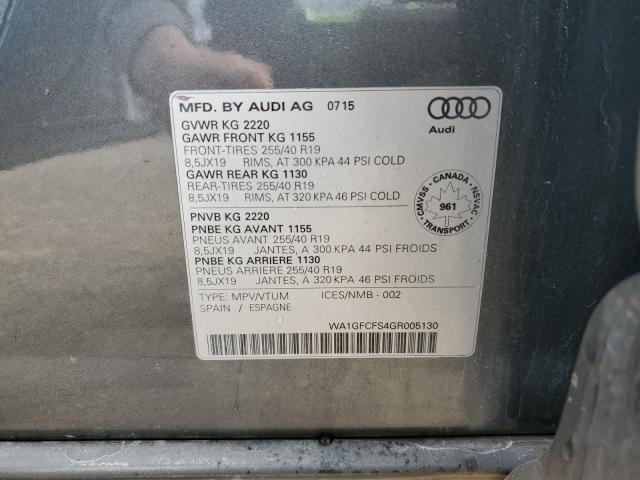 MFD. BY AUDI AG 07 15
Audi
GVWR KG 2220
GAWR FRONT KG 1155
FRONT-TIRES 255/40 R19
8,5JX19 RIMS, AT 300 KPA 44 PSI COLD
GAWR REAR KG 1130
REAR-TIRES 255/40 R19
8,5JX19 RIMS, AT 320 KPA 46 PSI COLD
CMVSS - CANADA - NSVAC
961
TRANSPORT
PNVB KG 2220
PNBE KG AVANT 1155
PNEUS AVANT 255/40 R19
8,5JX19 JANTES, A 300 KPA 44 PSI FROIDS
PNBE KG ARRIERE 1130
PNEUS ARRIERE 255/40 R19
8,5JX19 JANTES, A 320 KPA 46 PSI FROIDS
TYPE: MPV/VTUM ICES/NMB - 002
SPAIN / ESPAGNE
WA1GFCFS4GR005130